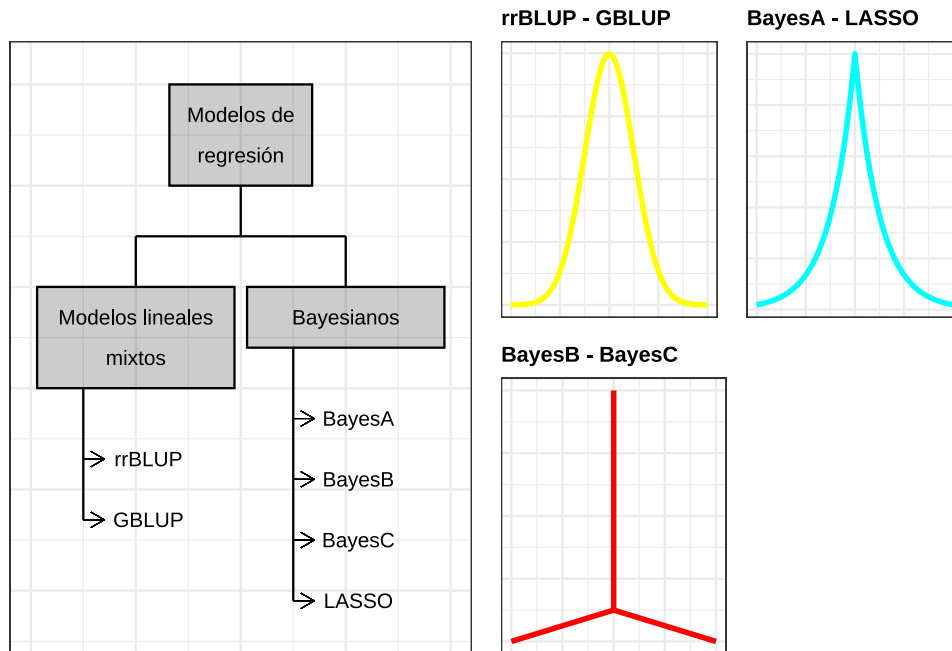 Modelos de
regresión
Modelos lineales
mixtos
rrBLUP
GBLUP
Bayesianos
BayesA
BayesB
BayesC
LASSO
rrBLUP - GBLUP
BayesA - LASSO
BayesB - BayesC